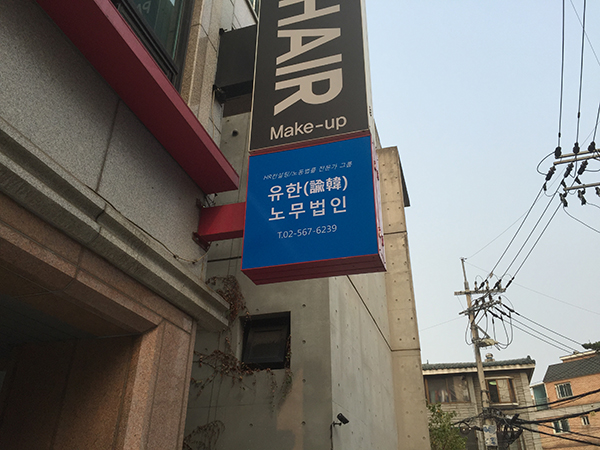 HAIR
Make-up
HR컨설팅/노동법률 전문가 그룹
유한(諭韓)
노무법인
T.02-567-6239